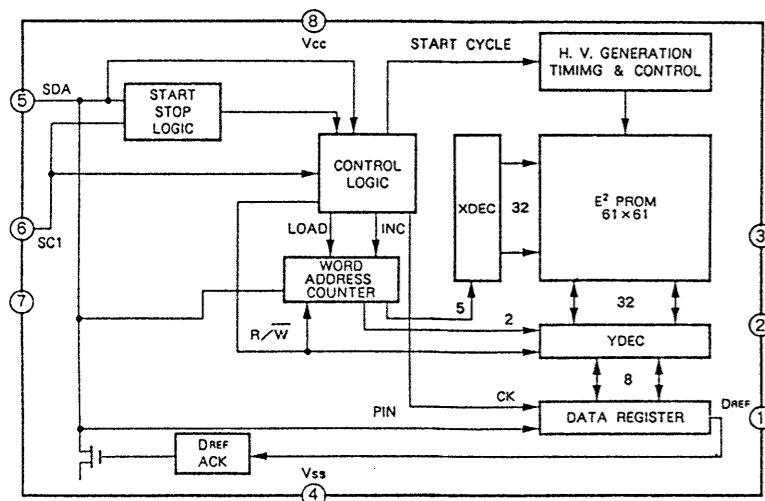 8
Vcc
START CYCLE
H. V. GENERATION
TIMIMG & CONTROL
5
SDA
START
STOP
LOGIC
CONTROL
LOGIC
XDEC
32
E² PROM
61×61
6
SC1
3
LOAD
INC
WORD
ADDRESS
COUNTER
7
5
2
32
R/W̅
YDEC
2
8
CK
PIN
DATA REGISTER
DREF
1
DREF
ACK
Vss
4